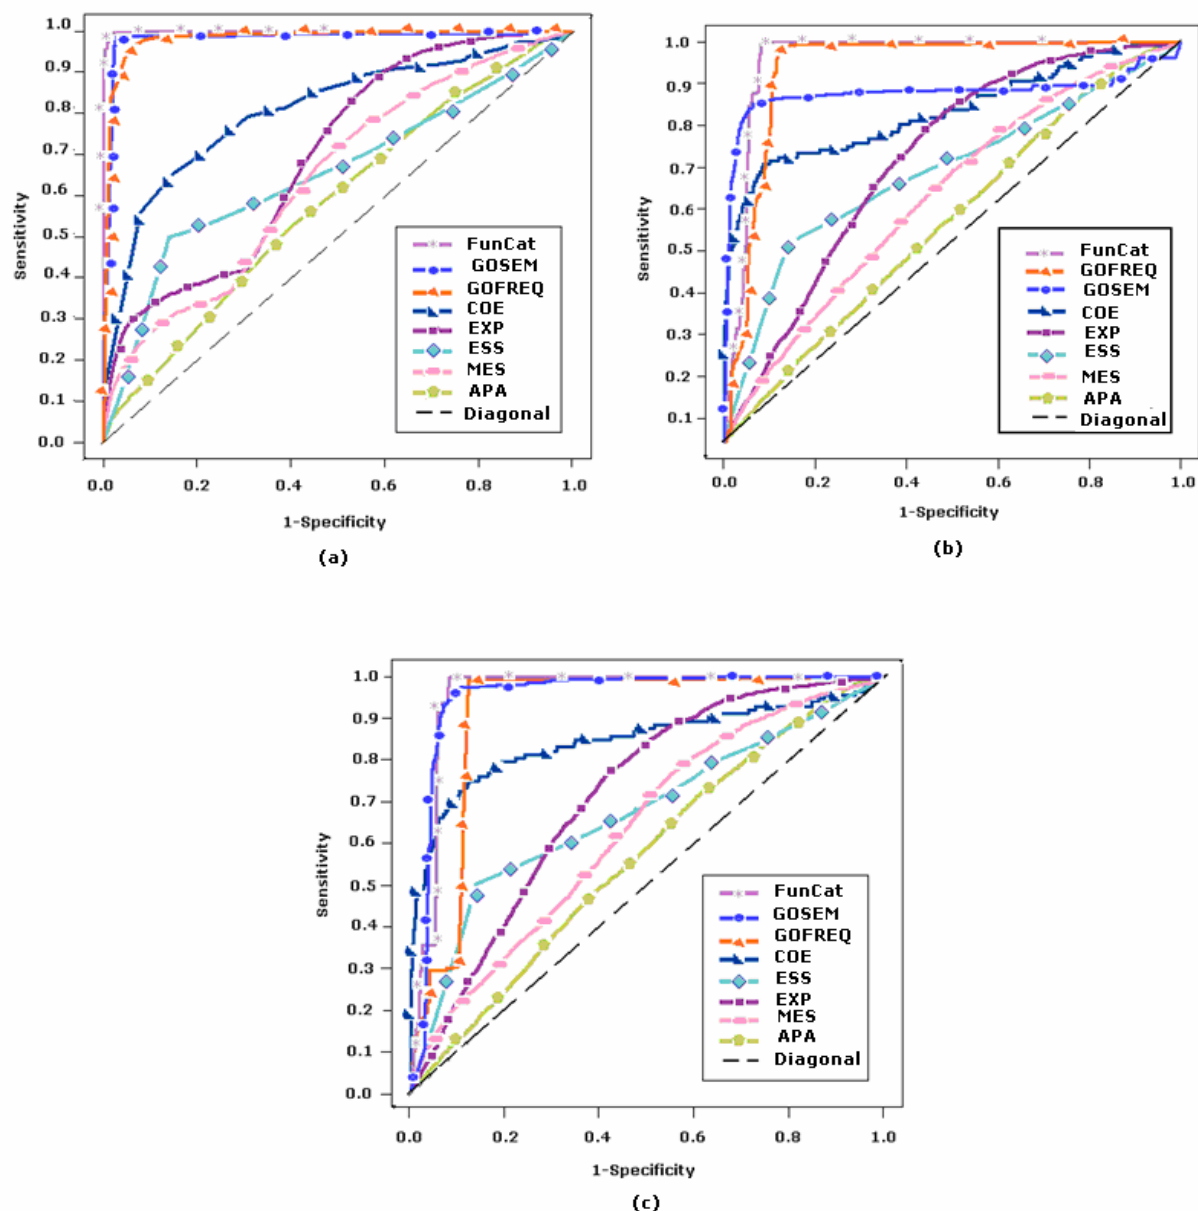 1.0
0.9
0.8
0.7
0.6
0.5
0.4
0.3
0.2
0.1
0.0
Sensitivity
FunCat
GOSEM
GOFREQ
COE
EXP
ESS
MES
APA
Diagonal
0.0 0.2 0.4 0.6 0.8 1.0
1-Specificity
(a)
1.0
0.9
0.8
0.7
0.6
0.5
0.4
0.3
0.2
0.1
Sensitivity
FunCat
GOFREQ
GOSEM
COE
EXP
ESS
MES
APA
Diagonal
0.0 0.2 0.4 0.6 0.8 1.0
1-Specificity
(b)
1.0
0.9
0.8
0.7
0.6
0.5
0.4
0.3
0.2
0.1
0.0
Sensitivity
FunCat
GOSEM
GOFREQ
COE
ESS
EXP
MES
APA
Diagonal
0.0 0.2 0.4 0.6 0.8 1.0
1-Specificity
(c)